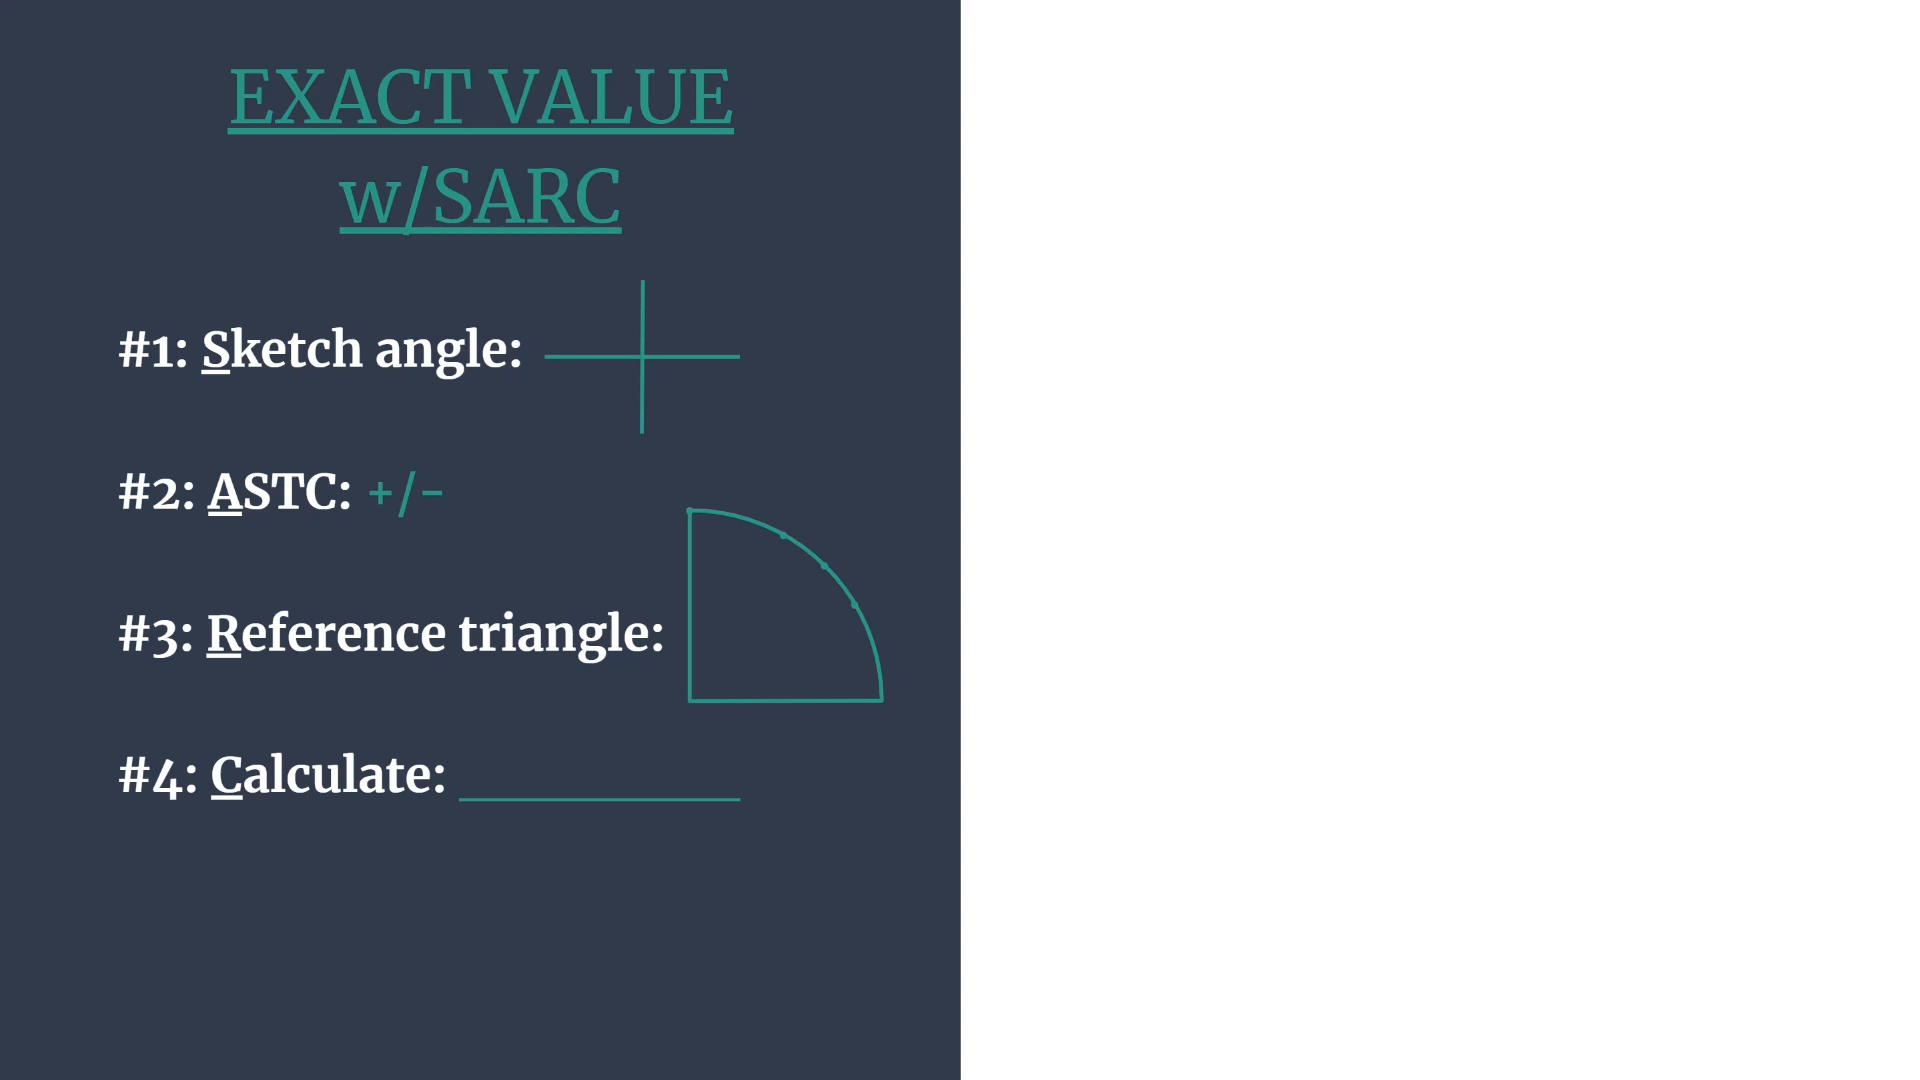 EXACT VALUE
w/SARC
#1: Sketch angle:
#2: ASTC: +/-
#3: Reference triangle:
#4: Calculate: